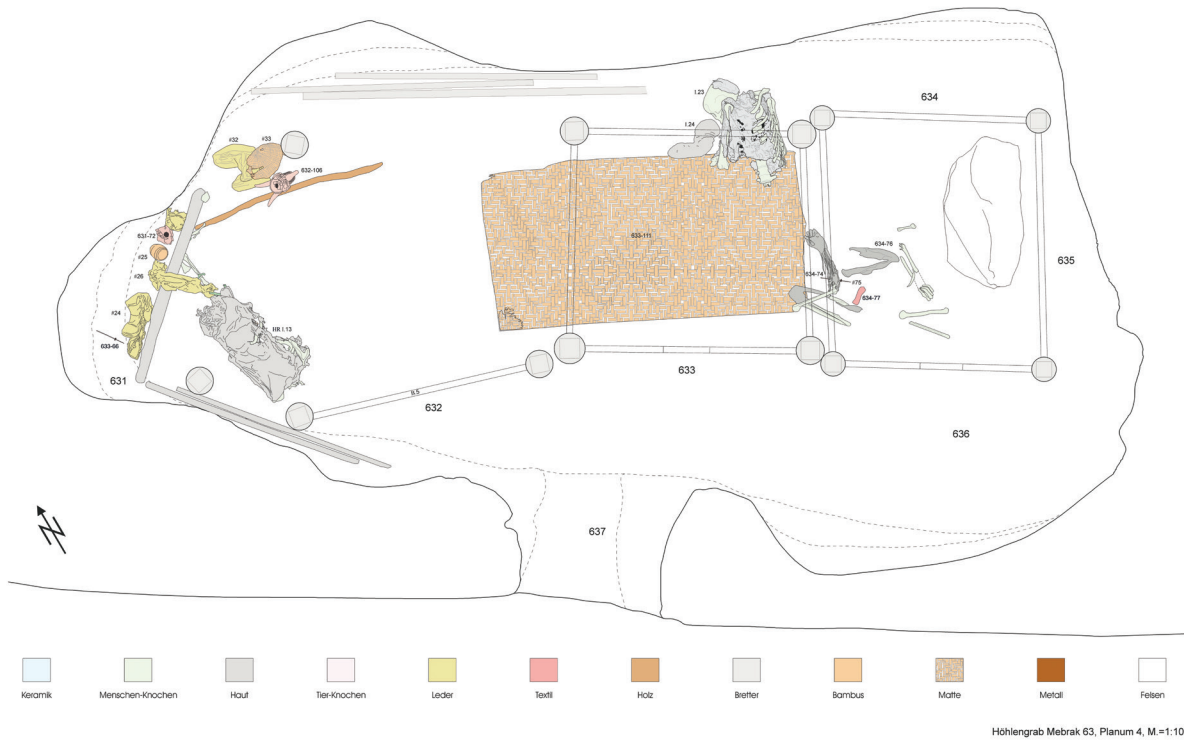 634
I.23
I.24
#32
#33
632-106
631-72
#25
#26
#24
633-66
HR I.13
631
633-111
634-76
634-74
#75
634-77
635
B.5
632
633
636
637
N
Keramik
Menschen-Knochen
Haut
Tier-Knochen
Leder
Textil
Holz
Bretter
Bambus
Matte
Metall
Felsen
Höhlengrab Mebrak 63, Planum 4, M.=1:10